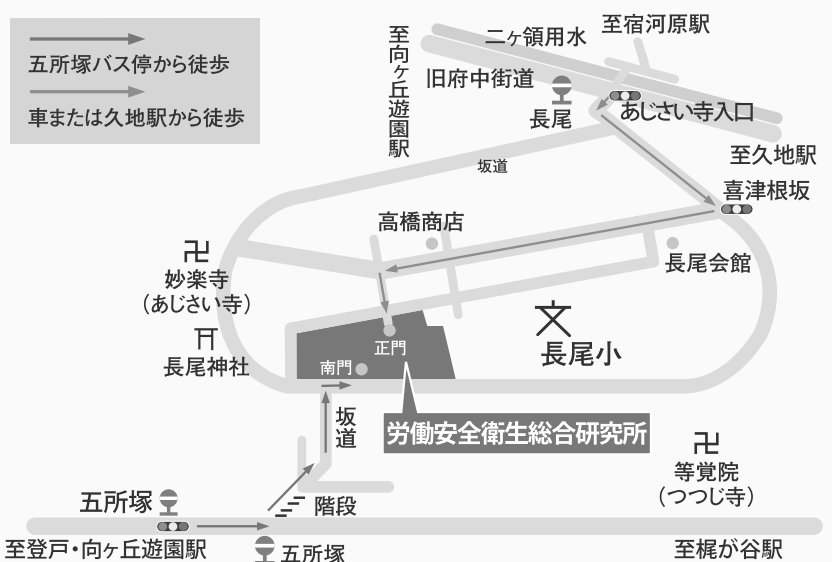 五所塚バス停から徒歩
車または久地駅から徒歩
至向ヶ丘遊園駅
二ヶ領用水
至宿河原駅
旧府中街道
長尾
あじさい寺入口
至久地駅
坂道
喜津根坂
高橋商店
長尾会館
卍
妙楽寺
(あじさい寺)
長尾神社
文
長尾小
正門
南門
坂道
労働安全衛生総合研究所
卍
等覚院
(つつじ寺)
五所塚
階段
至登戸・向ヶ丘遊園駅
五所塚
至梶が谷駅